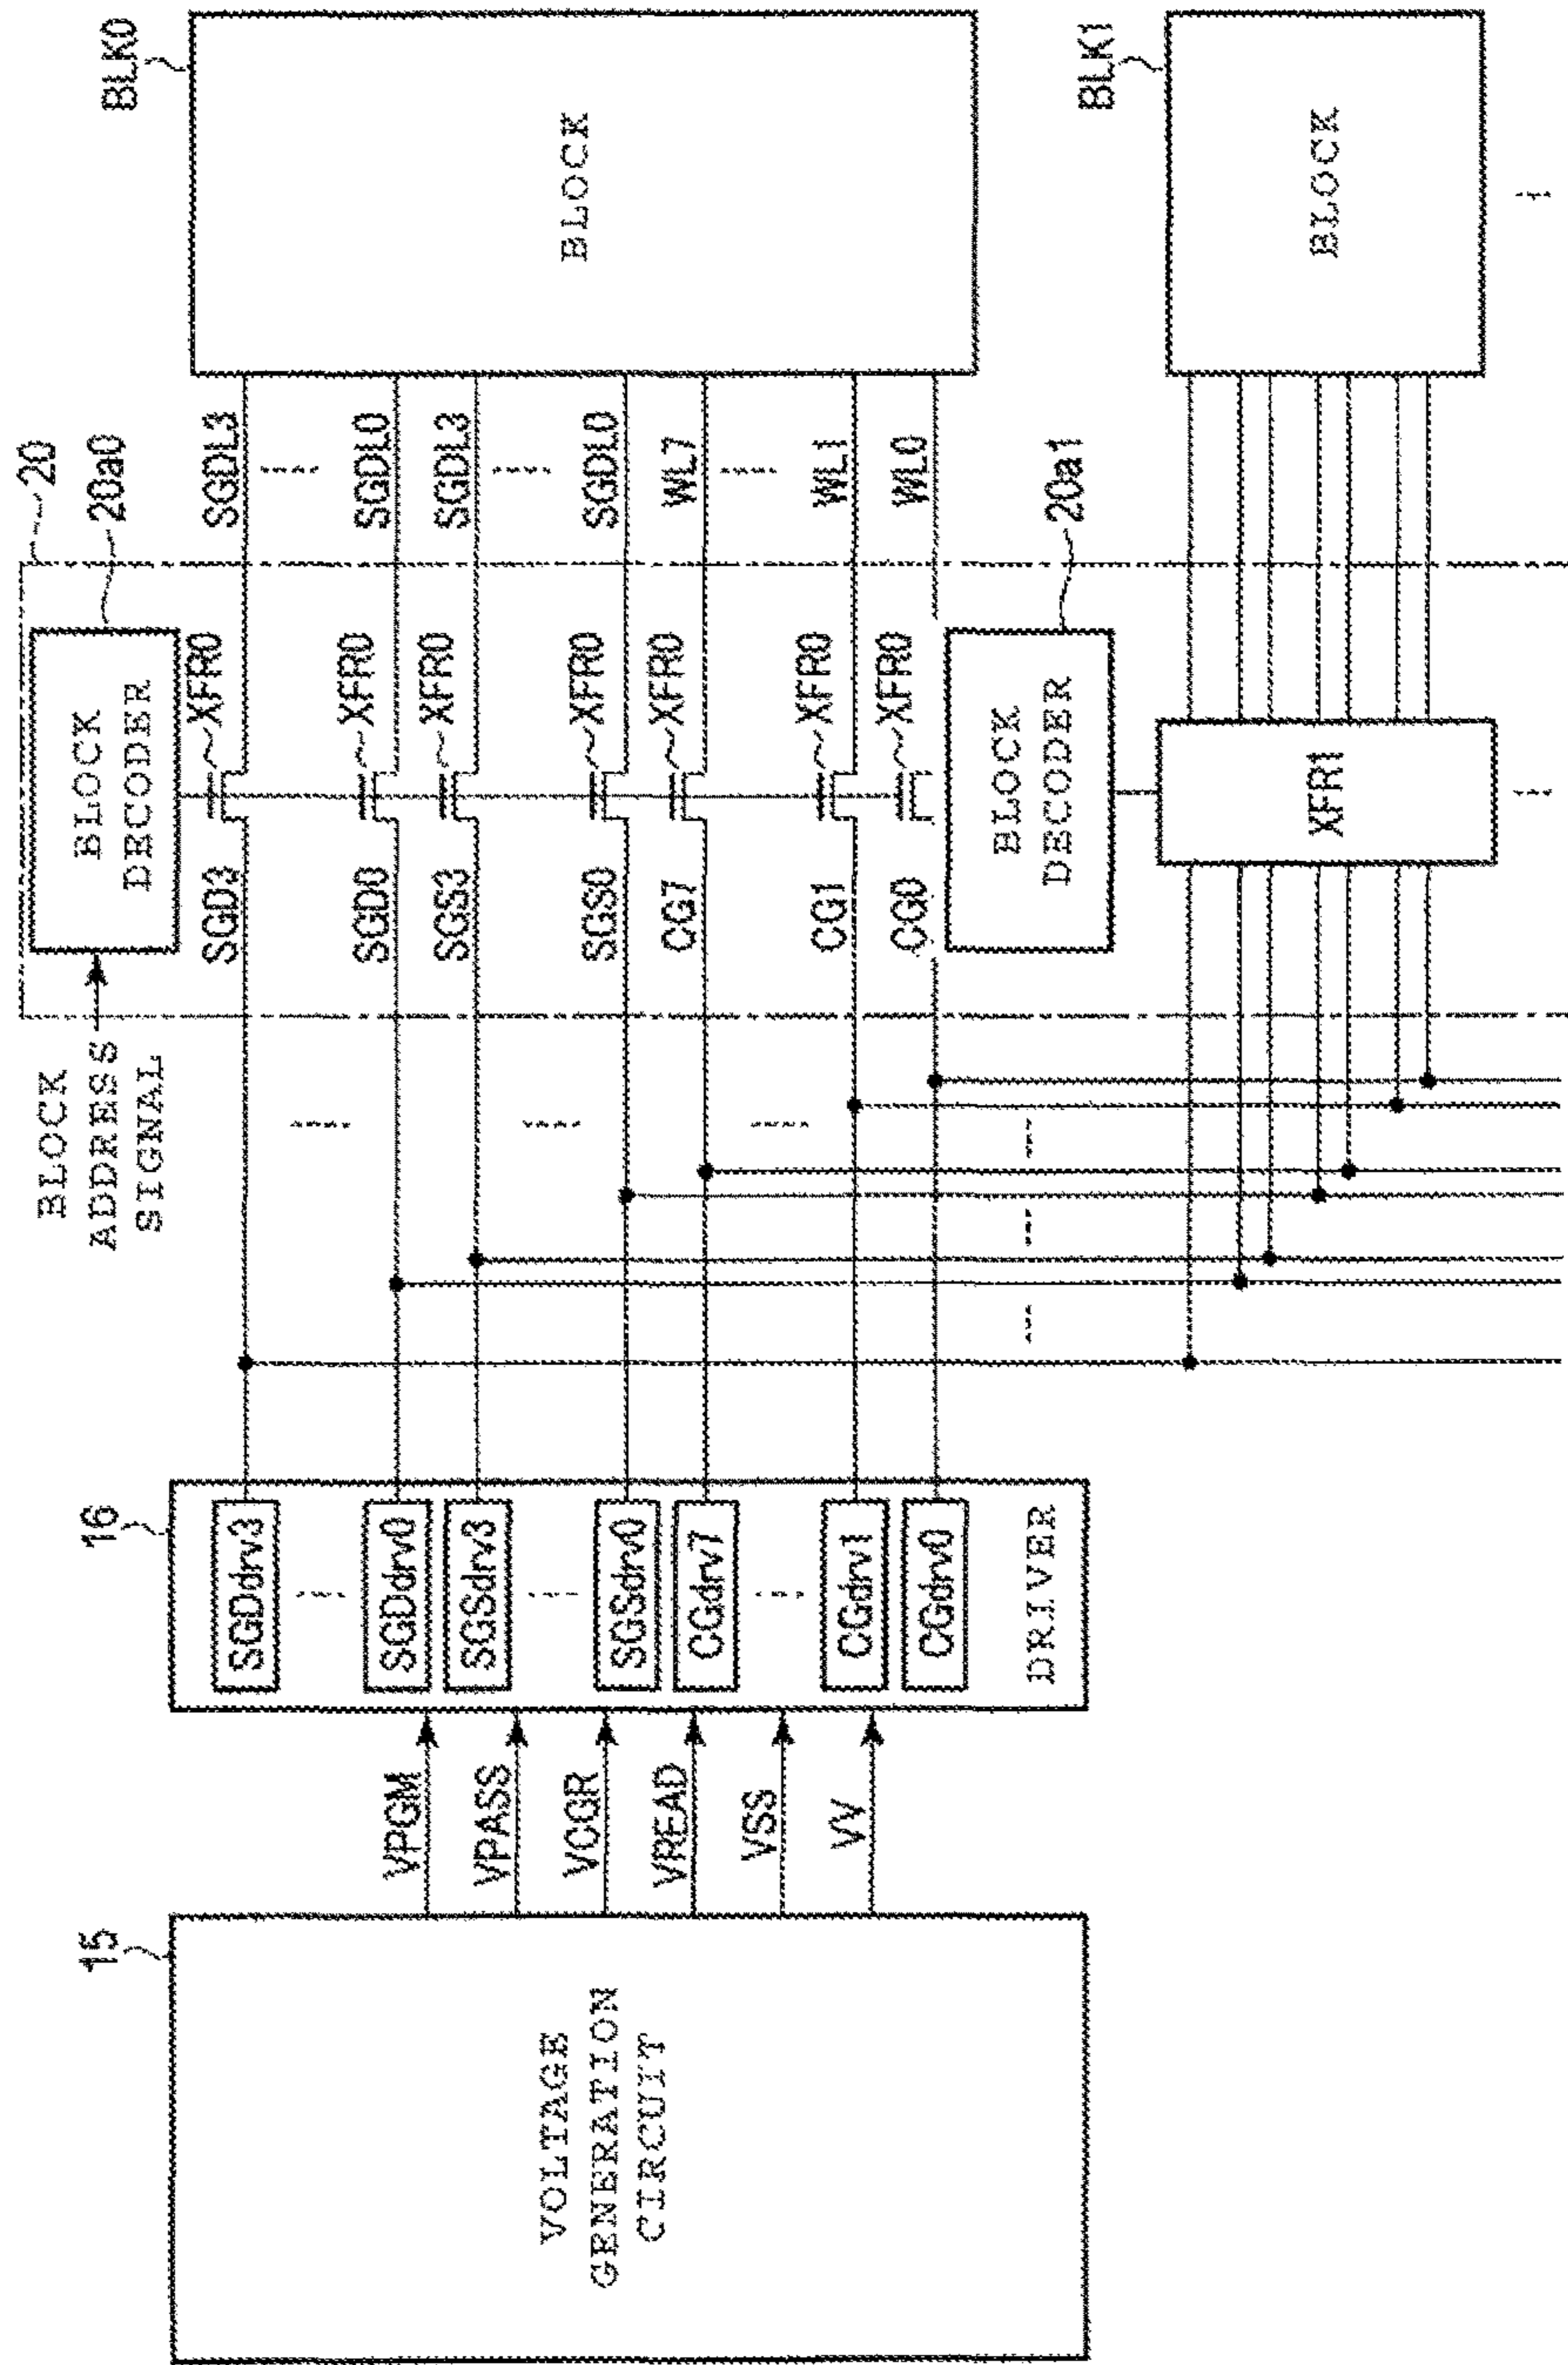 15
VOLTAGE
GENERATION
CIRCUIT
VPGM
VPASS
VCGR
VREAD
VSS
VV
16
SGDdrv3
SGDdrv0
SGSdrv3
SGSdrv0
CGdrv7
CGdrv1
CGdrv0
DRIVER
BLOCK
ADDRESS
SIGNAL
20
20a0
BLOCK
DECODER
SGD3
XFR0
SGDL3
SGD0
XFR0
SGDL0
SGS3
XFR0
SGDL3
SGS0
XFR0
SGDL0
CG7
XFR0
WL7
CG1
XFR0
WL1
CG0
XFR0
WL0
20a1
BLOCK
DECODER
XFR1
BLK0
BLOCK
BLK1
BLOCK